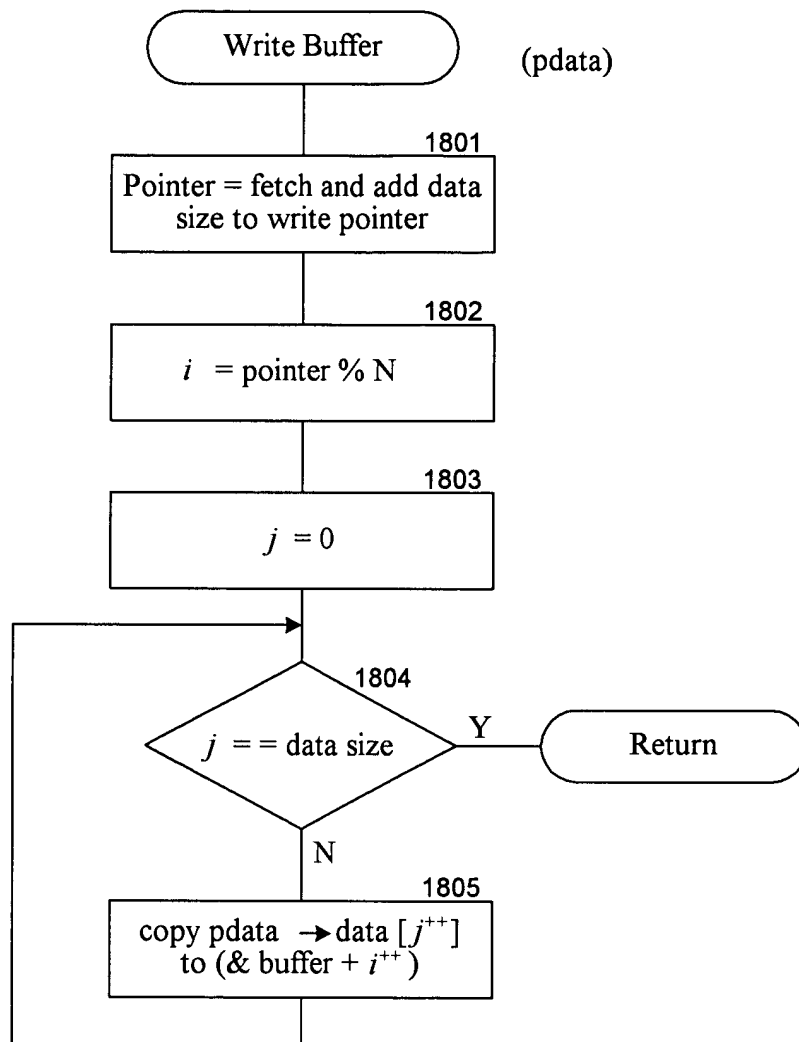 Write Buffer
(pdata)
1801
Pointer = fetch and add data
size to write pointer
1802
i = pointer % N
1803
j = 0
1804
j = = data size
Y
Return
N
1805
copy pdata → data [j++]
to (& buffer + i++)